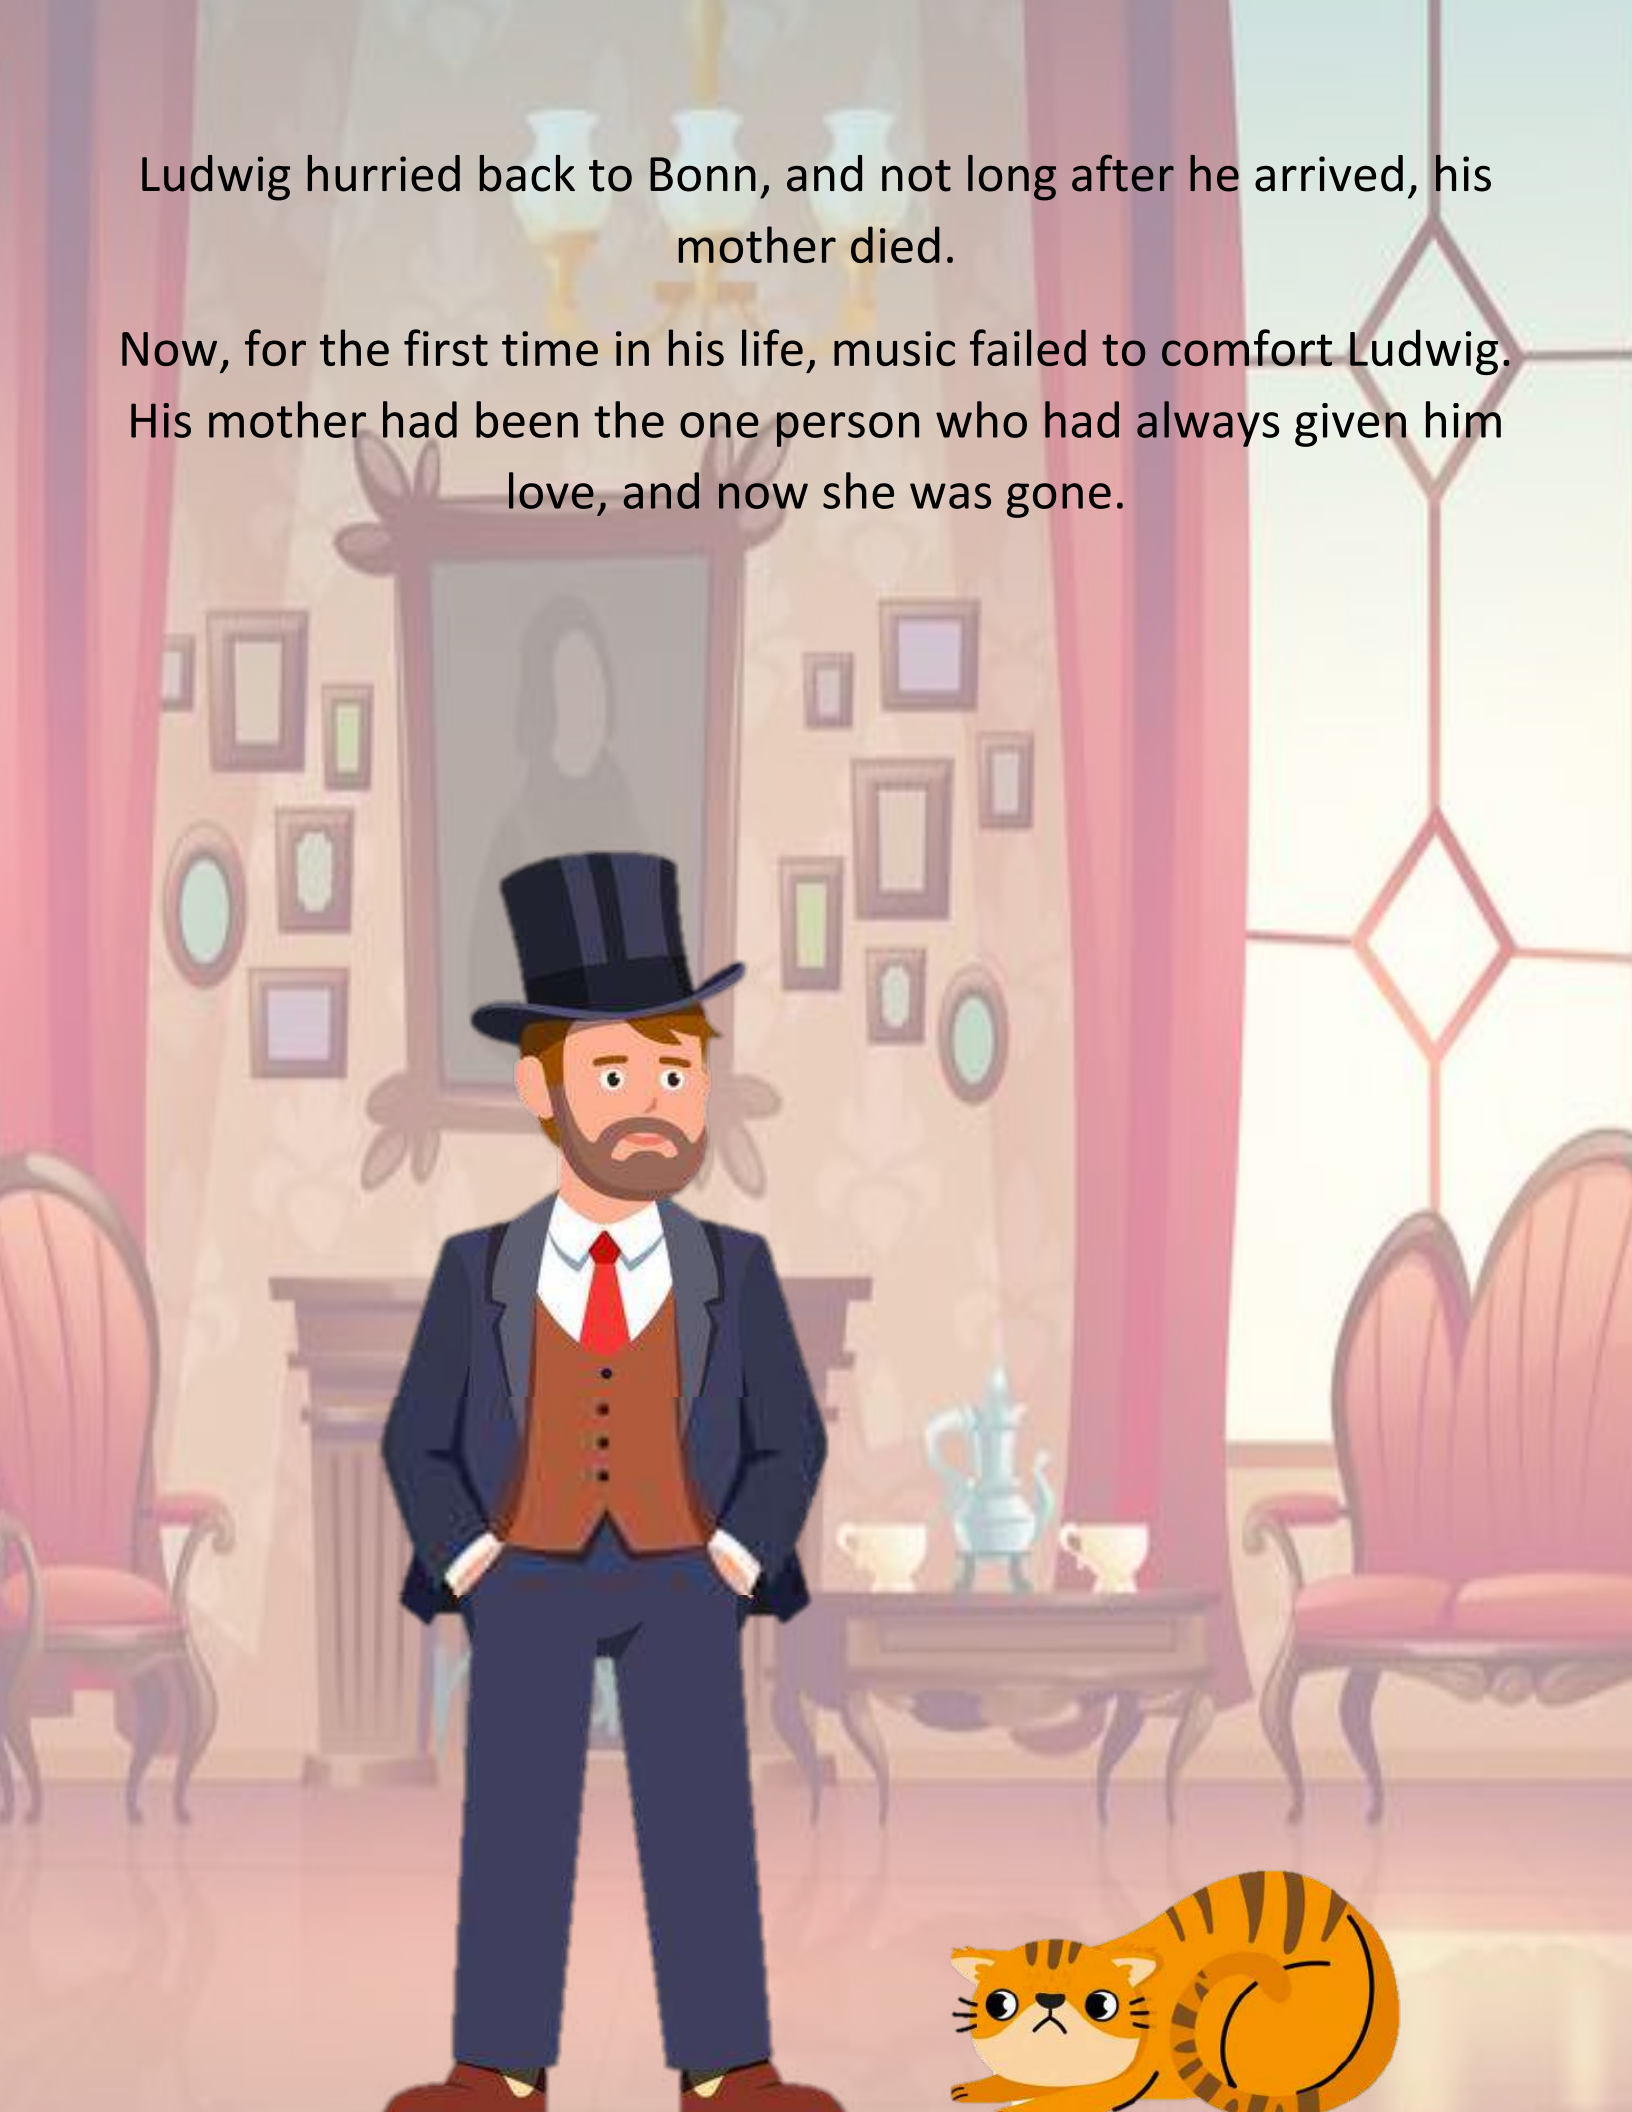 Ludwig hurried back to Bonn, and not long after he arrived, his
mother died.
Now, for the first time in his life, music failed to comfort Ludwig.
His mother had been the one person who had always given him
love, and now she was gone.